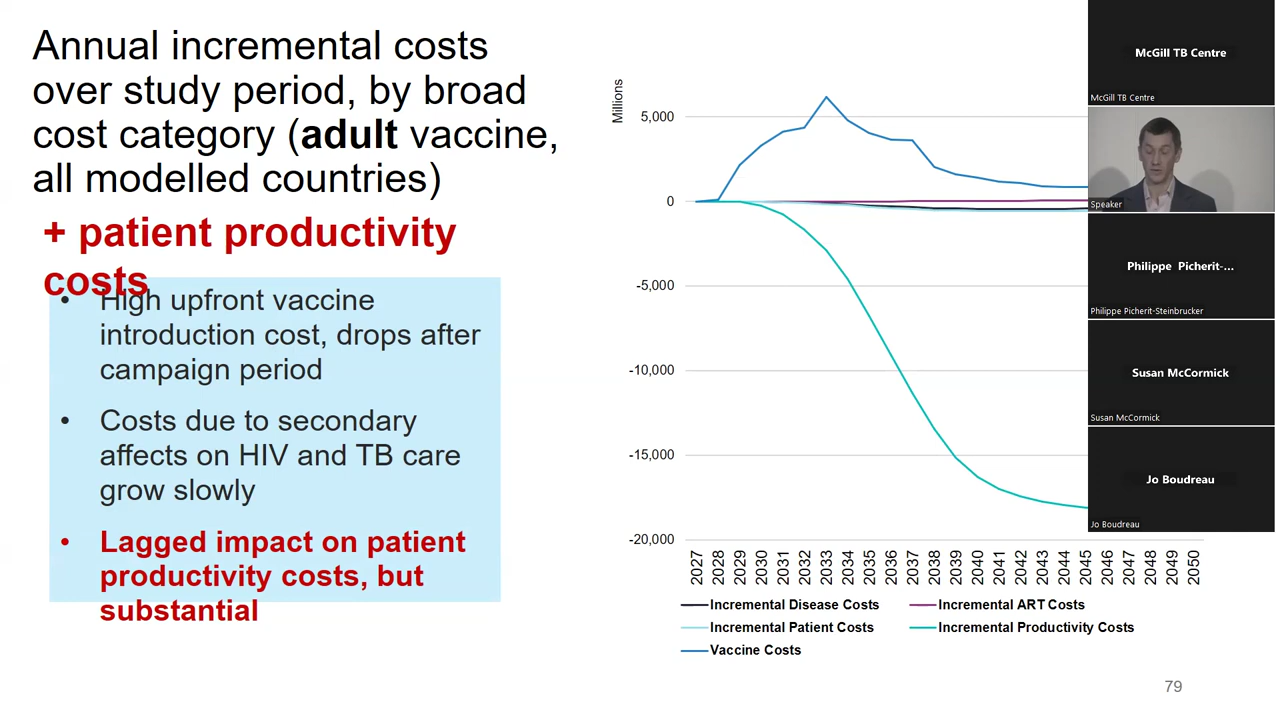 Annual incremental costs
over study period, by broad
cost category (adult vaccine,
all modelled countries)
+ patient productivity
costs
• High upfront vaccine
introduction cost, drops after
campaign period
• Costs due to secondary
affects on HIV and TB care
grow slowly
• Lagged impact on patient
productivity costs, but
substantial
Millions
5,000
0
-5,000
-10,000
-15,000
-20,000
2027
2028
2029
2030
2031
2032
2033
2034
2035
2036
2037
2038
2039
2040
2041
2042
2043
2044
2045
2046
2047
2048
2049
2050
Incremental Disease Costs
Incremental ART Costs
Incremental Patient Costs
Incremental Productivity Costs
Vaccine Costs
79
McGill TB Centre
McGill TB Centre
Speaker
Philippe Picherit-...
Philippe Picherit-Steinbrucker
Susan McCormick
Susan McCormick
Jo Boudreau
Jo Boudreau